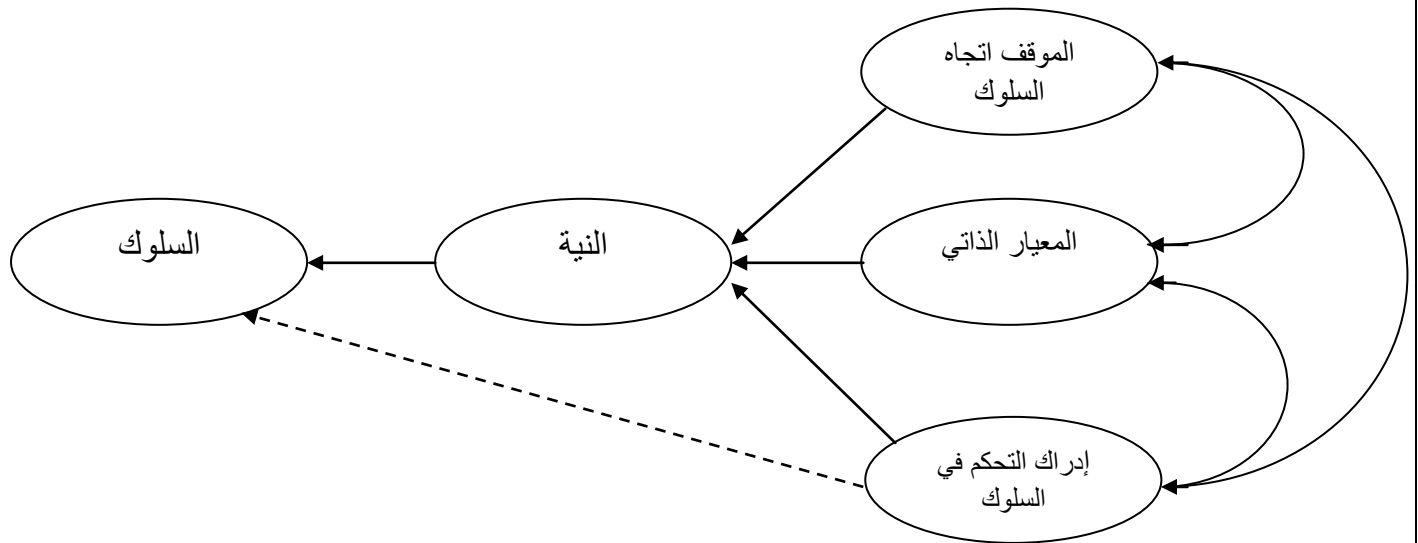 الموقف اتجاه
السلوك
المعيار الذاتي
النية
السلوك
إدراك التحكم في
السلوك